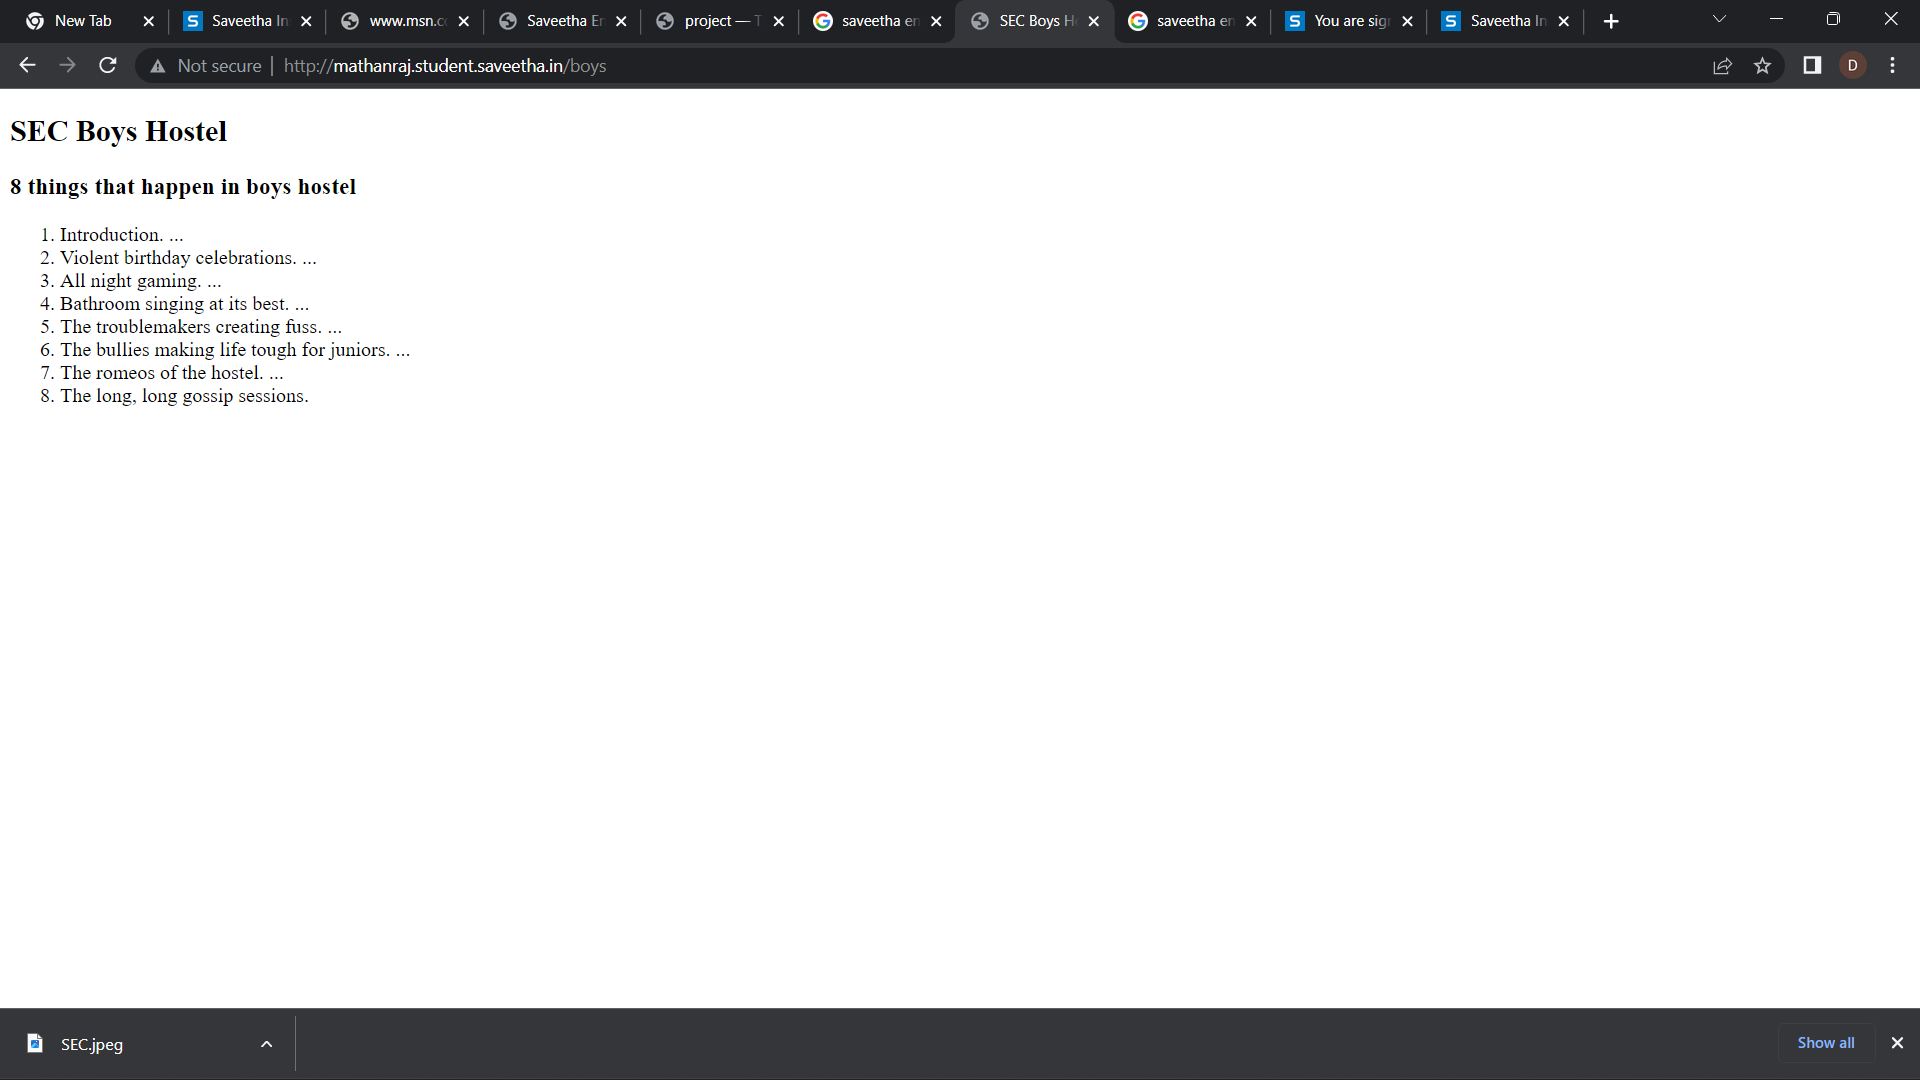 New Tab
Saveetha In
www.msn.c
Saveetha En
project — T
saveetha en
SEC Boys H
saveetha en
You are sig
Saveetha In
Not secure
http://mathanraj.student.saveetha.in/boys
D
SEC Boys Hostel
8 things that happen in boys hostel
1. Introduction. ...
2. Violent birthday celebrations. ...
3. All night gaming. ...
4. Bathroom singing at its best. ...
5. The troublemakers creating fuss. ...
6. The bullies making life tough for juniors. ...
7. The romeos of the hostel. ...
8. The long, long gossip sessions.
SEC.jpeg
Show all